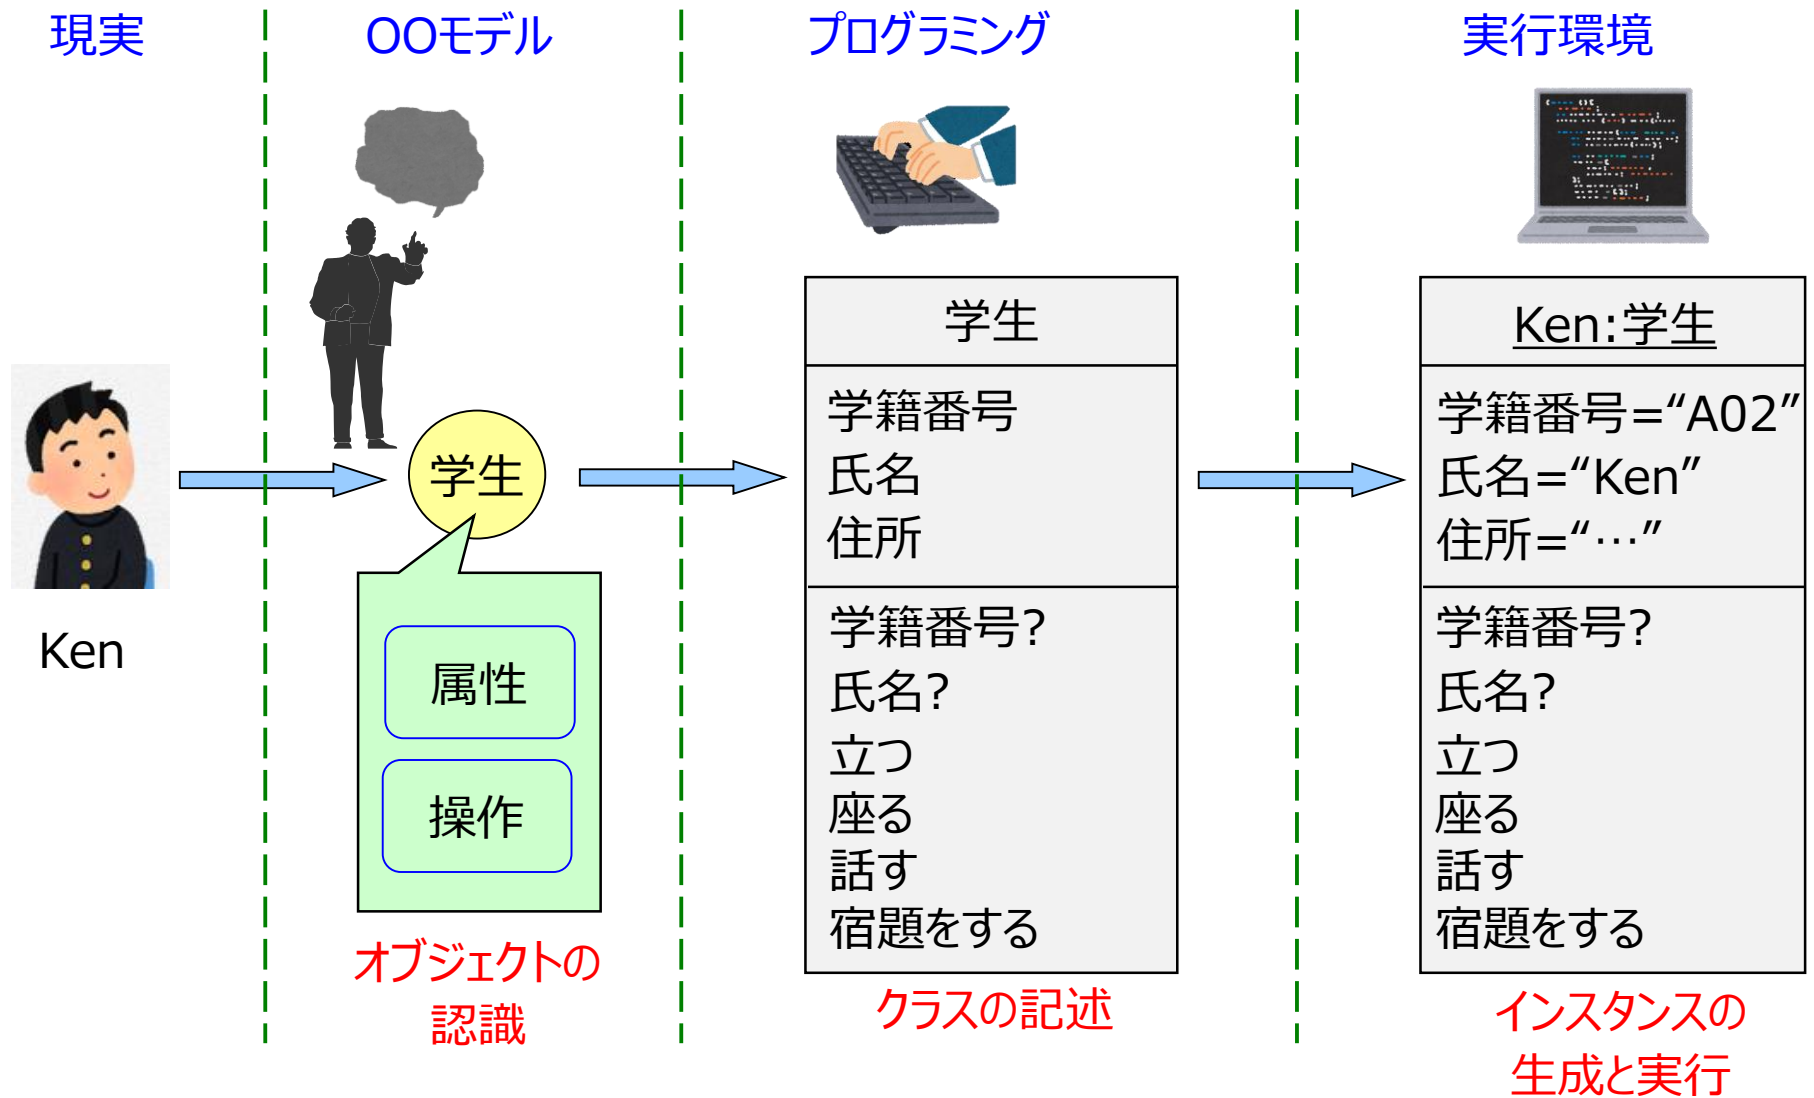 現実
OOモデル
プログラミング
実行環境
Ken
学生
属性
操作
オブジェクトの
認識
学生
学籍番号
氏名
住所
学籍番号?
氏名?
立つ
座る
話す
宿題をする
クラスの記述
Ken:学生
学籍番号=“A02”
氏名=“Ken”
住所=“…”
学籍番号?
氏名?
立つ
座る
話す
宿題をする
インスタンスの
生成と実行